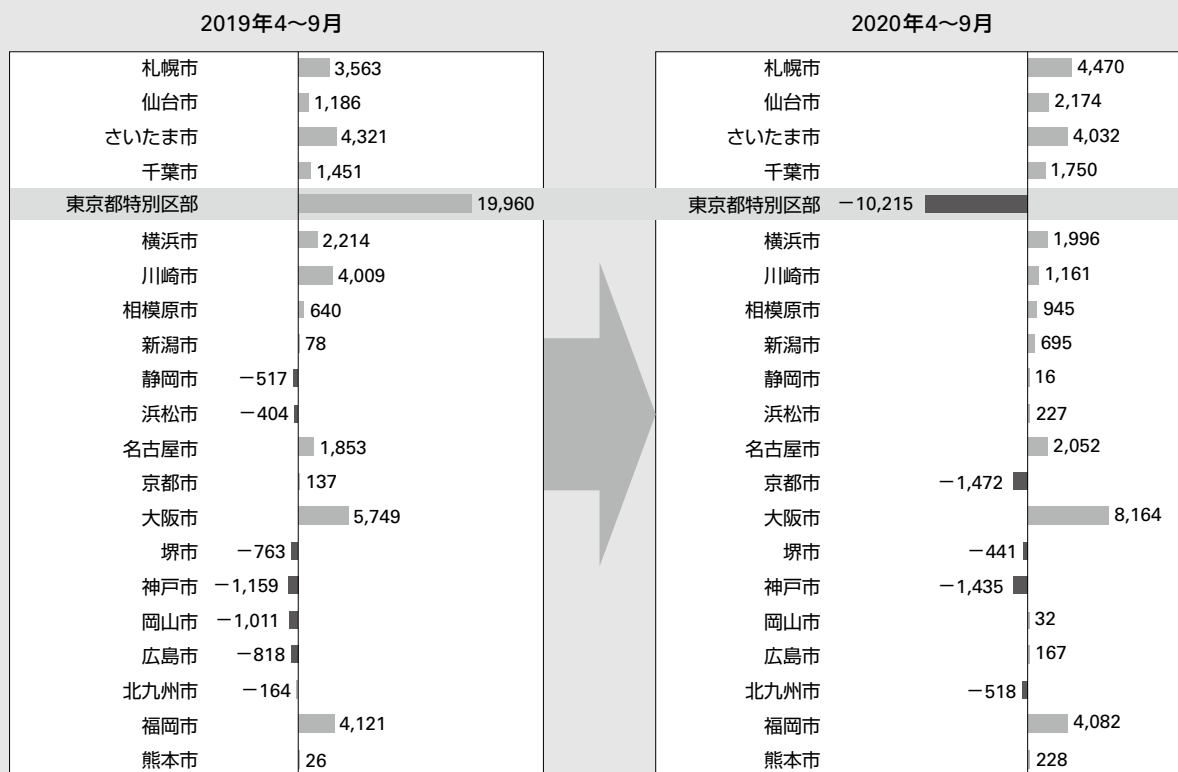 2019年4〜9月
札幌市 3,563
仙台市 1,186
さいたま市 4,321
千葉市 1,451
東京都特別区部 19,960
横浜市 2,214
川崎市 4,009
相模原市 640
新潟市 78
静岡市 −517
浜松市 −404
名古屋市 1,853
京都市 137
大阪市 5,749
堺市 −763
神戸市 −1,159
岡山市 −1,011
広島市 −818
北九州市 −164
福岡市 4,121
熊本市 26
2020年4〜9月
札幌市 4,470
仙台市 2,174
さいたま市 4,032
千葉市 1,750
東京都特別区部 −10,215
横浜市 1,996
川崎市 1,161
相模原市 945
新潟市 695
静岡市 16
浜松市 227
名古屋市 2,052
京都市 −1,472
大阪市 8,164
堺市 −441
神戸市 −1,435
岡山市 32
広島市 167
北九州市 −518
福岡市 4,082
熊本市 228